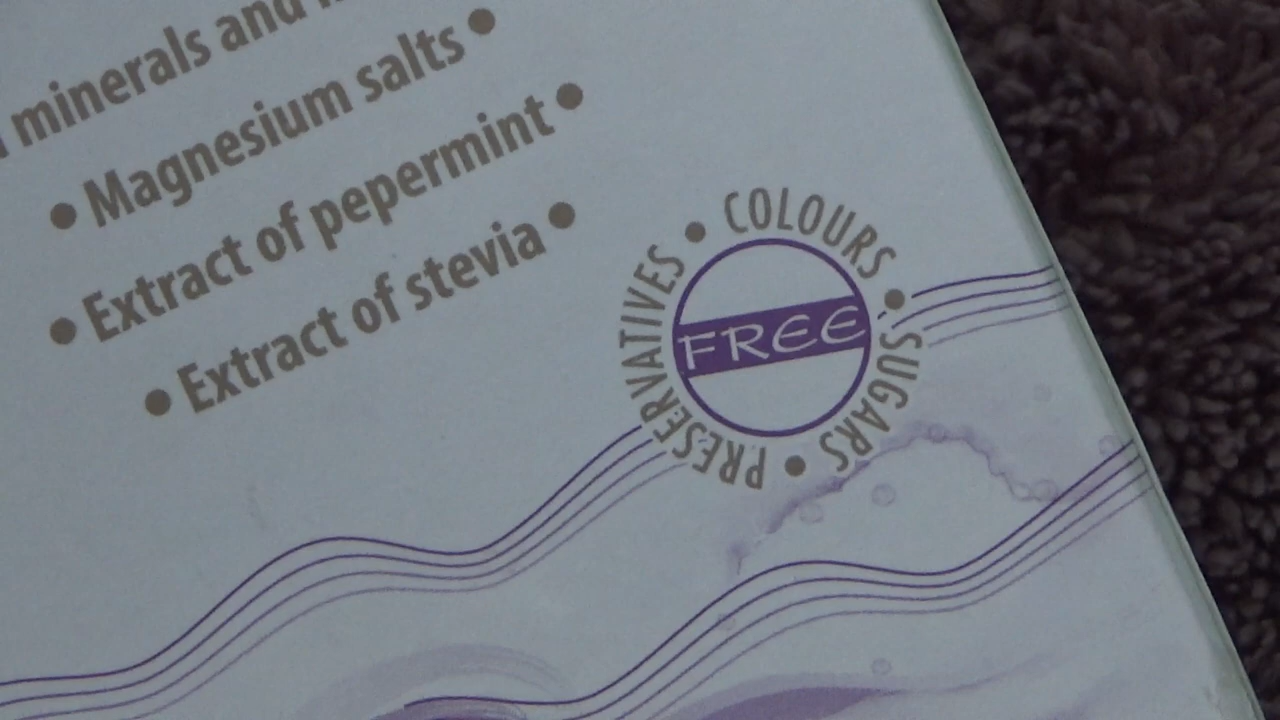 minerals and
• Magnesium salts •
• Extract of pepermint •
• Extract of stevia •
PRESERVATIVES • COLOURS • SUGARS •
FREE